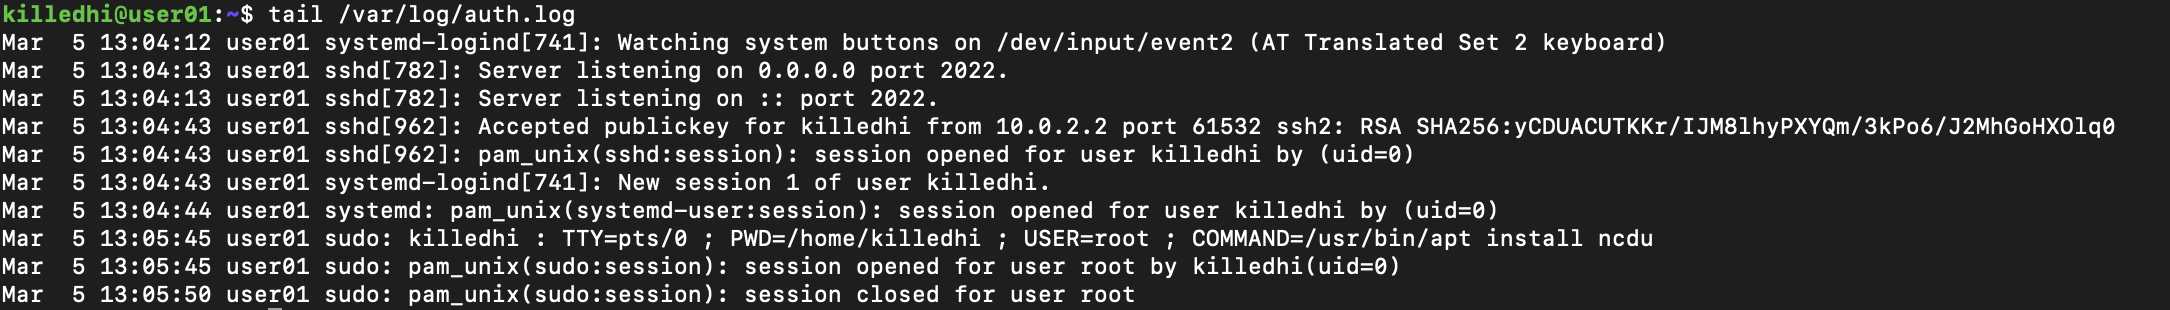 killedhi@user01:~$ tail /var/log/auth.log
Mar  5 13:04:12 user01 systemd-logind[741]: Watching system buttons on /dev/input/event2 (AT Translated Set 2 keyboard)
Mar  5 13:04:13 user01 sshd[782]: Server listening on 0.0.0.0 port 2022.
Mar  5 13:04:13 user01 sshd[782]: Server listening on :: port 2022.
Mar  5 13:04:43 user01 sshd[962]: Accepted publickey for killedhi from 10.0.2.2 port 61532 ssh2: RSA SHA256:yCDUACUTKKr/IJM8lhyPXYQm/3kPo6/J2MhGoHXOlq0
Mar  5 13:04:43 user01 sshd[962]: pam_unix(sshd:session): session opened for user killedhi by (uid=0)
Mar  5 13:04:43 user01 systemd-logind[741]: New session 1 of user killedhi.
Mar  5 13:04:44 user01 systemd: pam_unix(systemd-user:session): session opened for user killedhi by (uid=0)
Mar  5 13:05:45 user01 sudo: killedhi : TTY=pts/0 ; PWD=/home/killedhi ; USER=root ; COMMAND=/usr/bin/apt install ncdu
Mar  5 13:05:45 user01 sudo: pam_unix(sudo:session): session opened for user root by killedhi(uid=0)
Mar  5 13:05:50 user01 sudo: pam_unix(sudo:session): session closed for user root